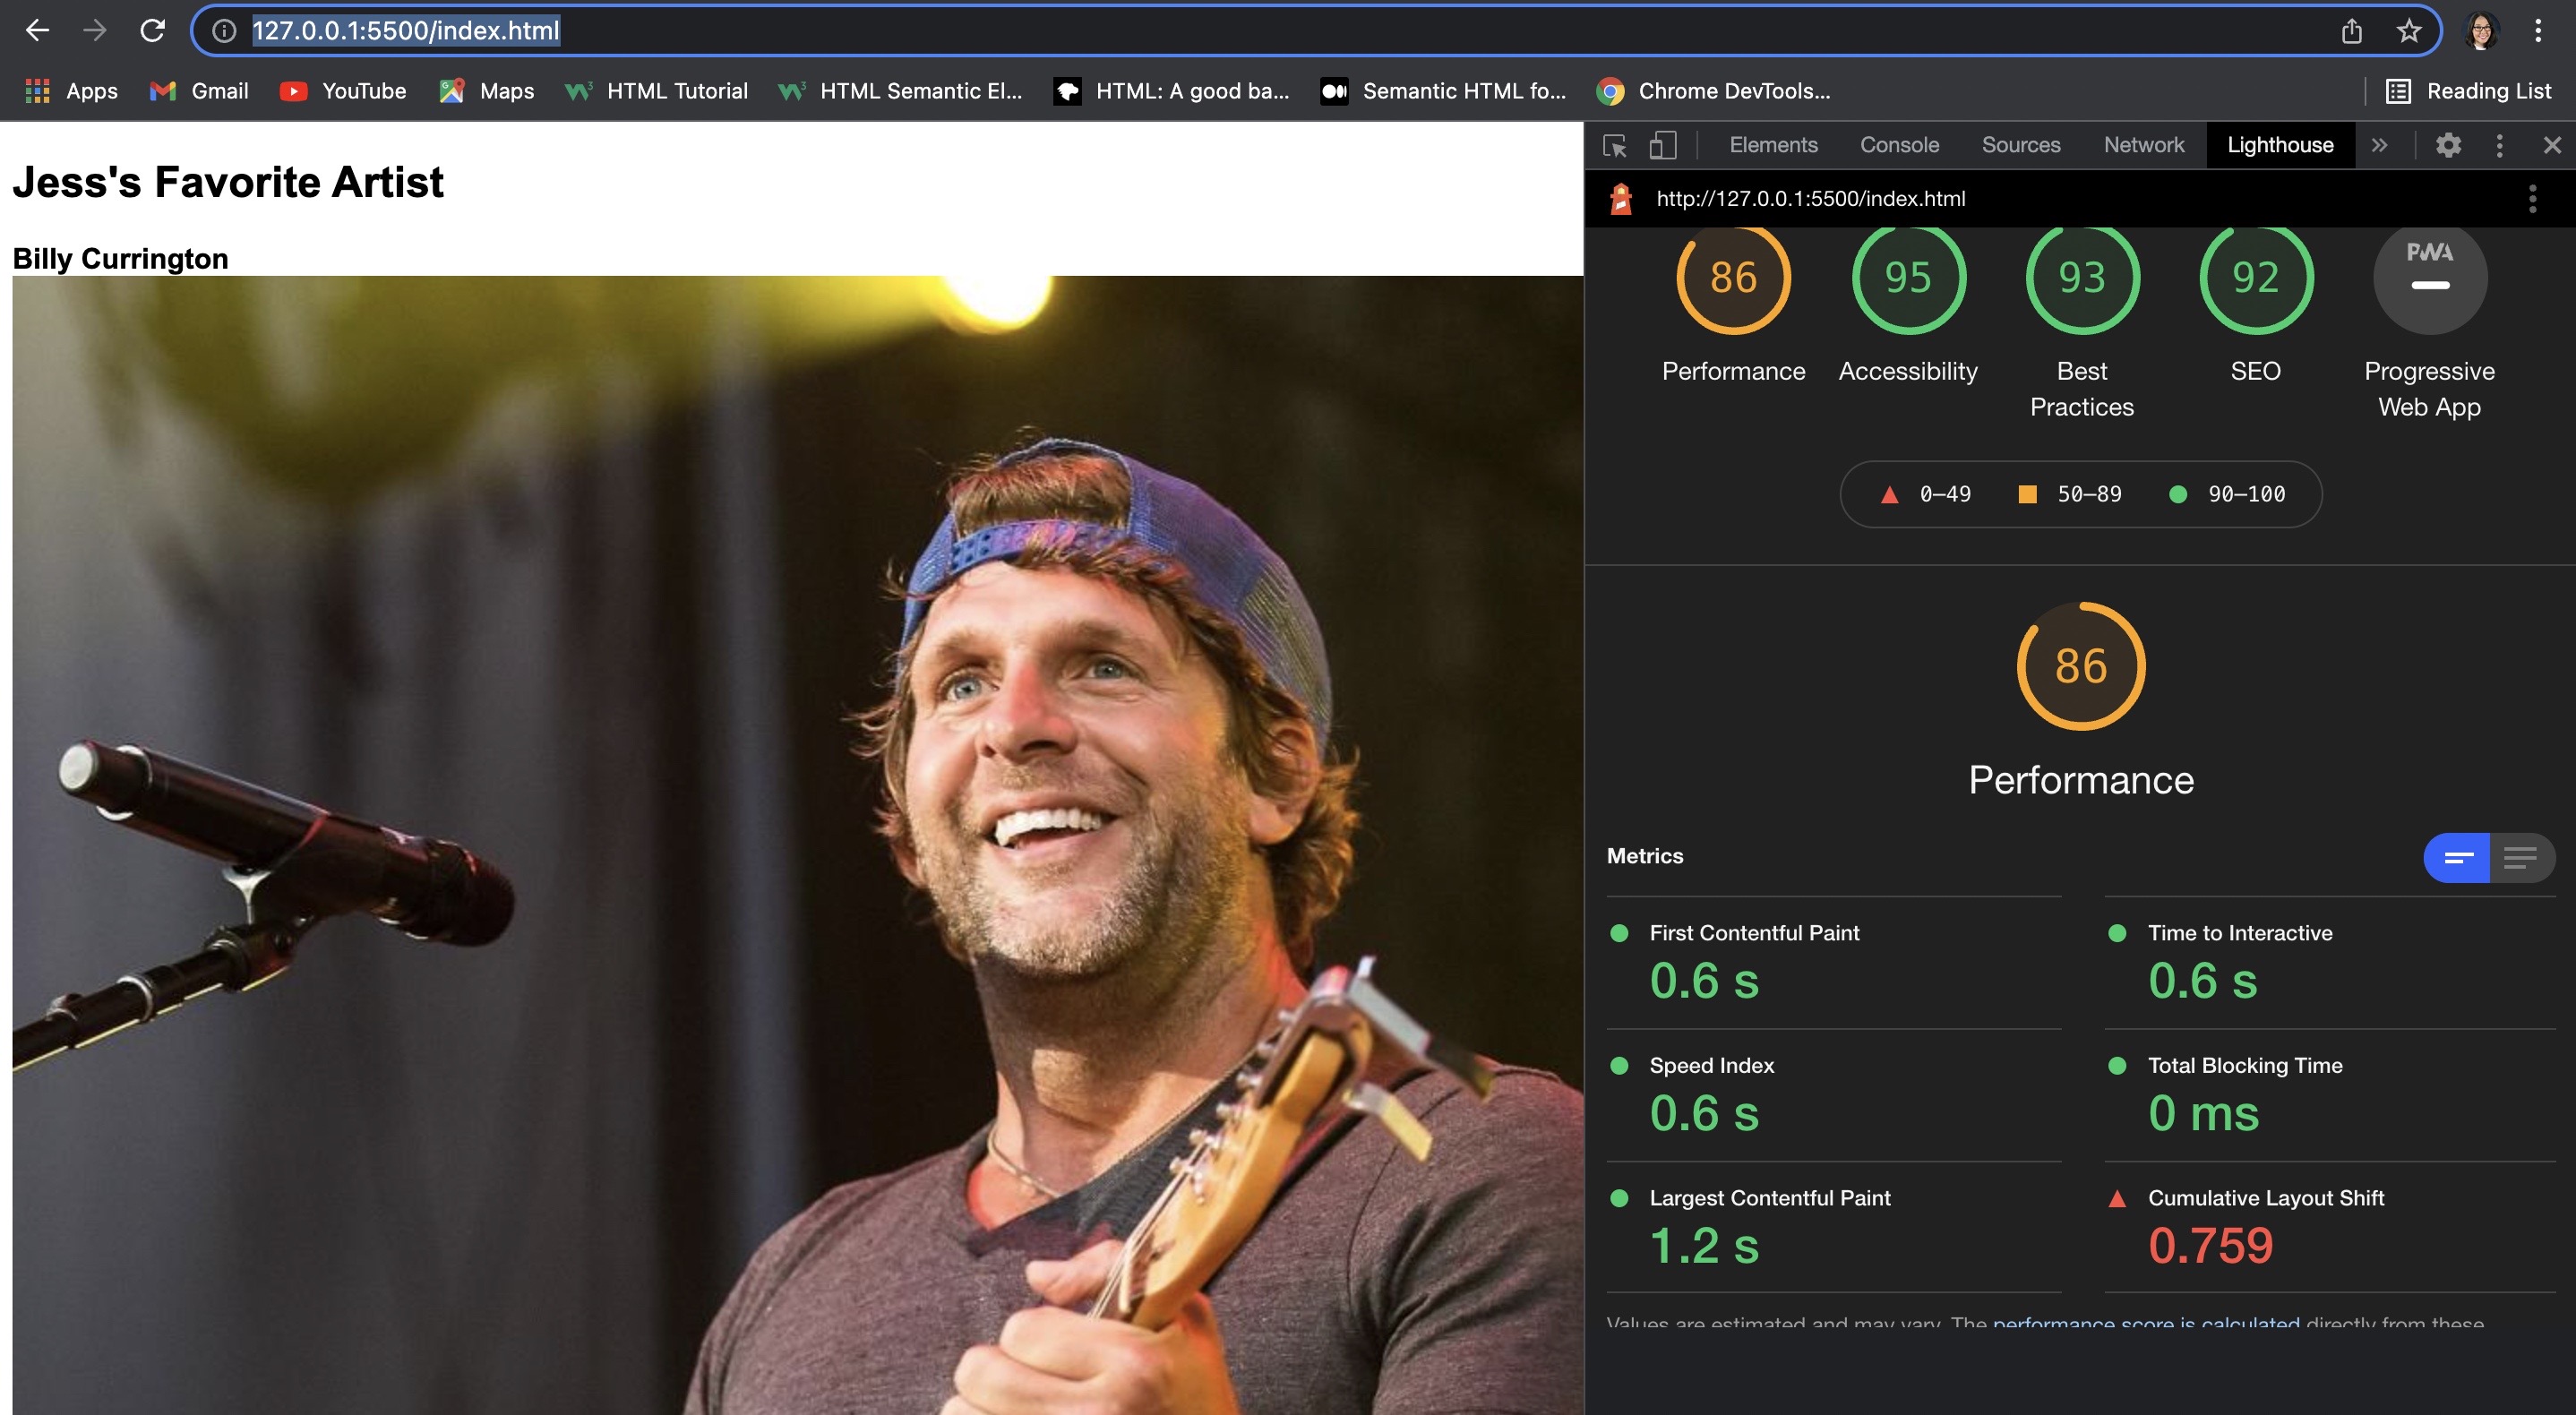 127.0.0.1:5500/index.html
Apps Gmail YouTube Maps HTML Tutorial HTML Semantic El... HTML: A good ba... Semantic HTML fo... Chrome DevTools... Reading List
Jess's Favorite Artist
Billy Currington
Elements Console Sources Network Lighthouse
http://127.0.0.1:5500/index.html
86 95 93 92 PWA
Performance Accessibility Best Practices SEO Progressive Web App
0–49 50–89 90–100
86
Performance
Metrics
First Contentful Paint
0.6 s
Time to Interactive
0.6 s
Speed Index
0.6 s
Total Blocking Time
0 ms
Largest Contentful Paint
1.2 s
Cumulative Layout Shift
0.759
Values are estimated and may vary. The performance score is calculated directly from these